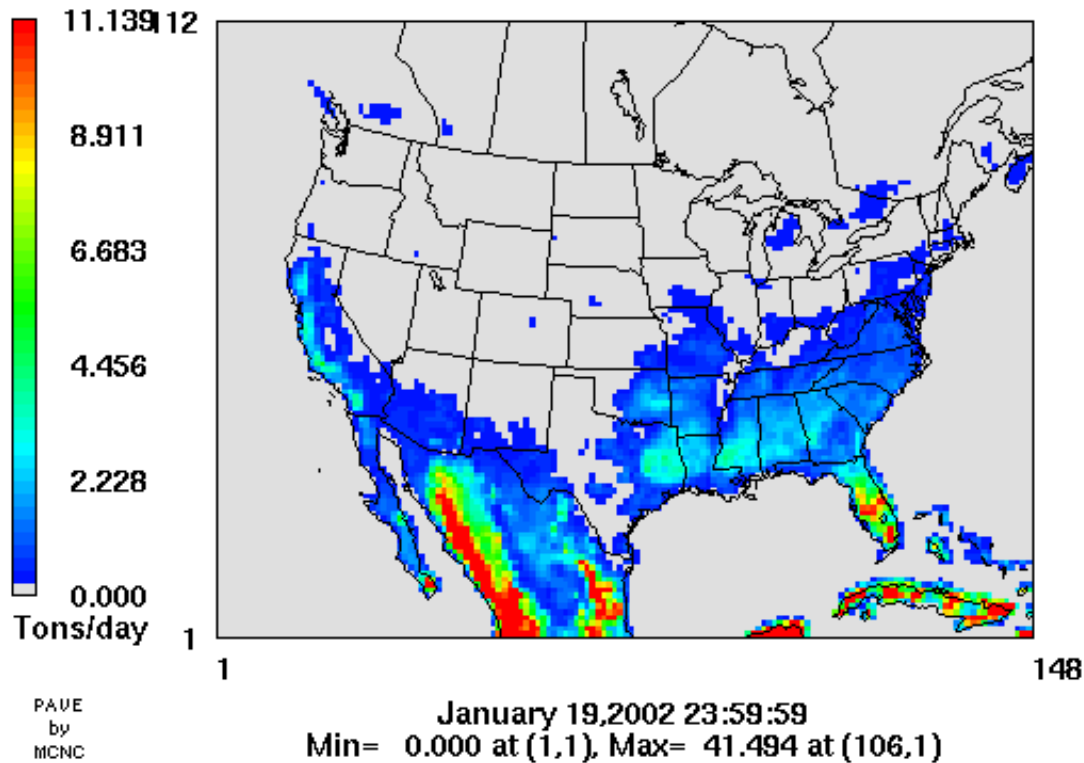 11.139
112
8.911
6.683
4.456
2.228
0.000
Tons/day
1
1
148
PAVE
by
MCNC
January 19,2002 23:59:59
Min= 0.000 at (1,1), Max= 41.494 at (106,1)